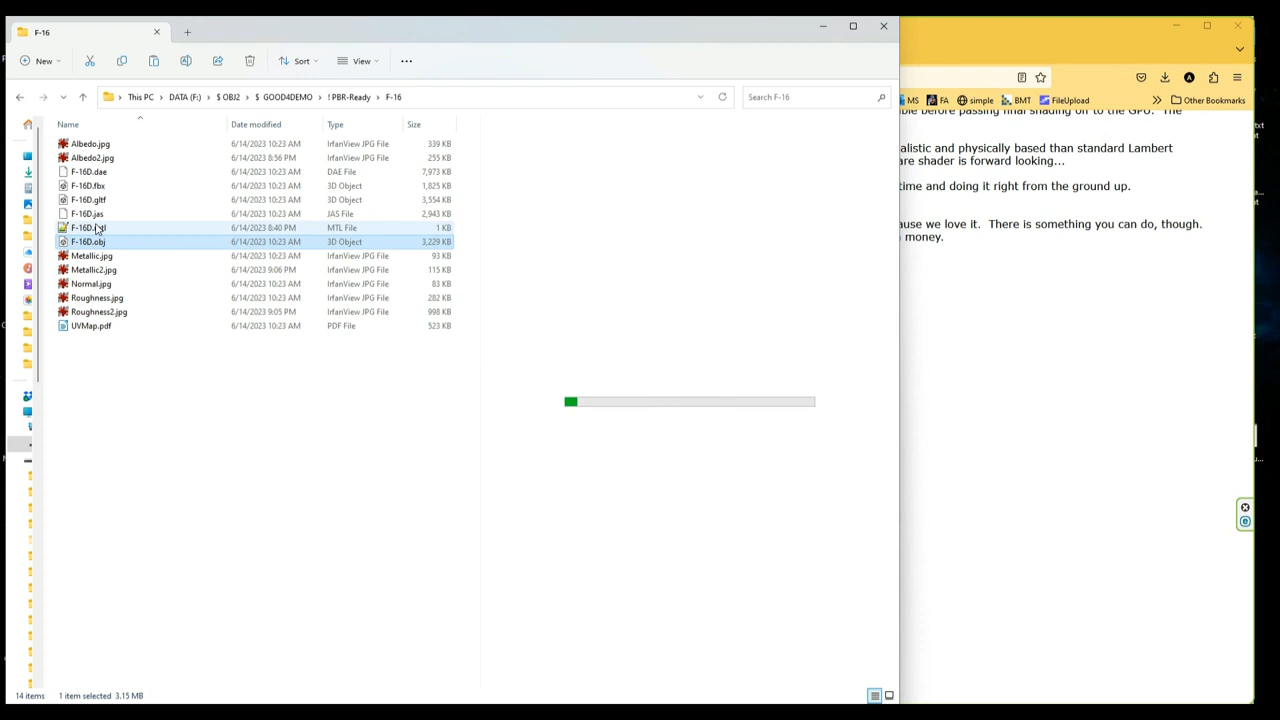 F-16
New
Sort
View
This PC > DATA (F:) > $ OBJ2 > $ GOOD4DEMO > ! PBR-Ready > F-16
Search F-16
Name Date modified Type Size
Albedo.jpg 6/14/2023 10:23 AM IrfanView JPG File 339 KB
Albedo2.jpg 6/14/2023 8:56 PM IrfanView JPG File 255 KB
F-16D.dae 6/14/2023 10:23 AM DAE File 7,973 KB
F-16D.fbx 6/14/2023 10:23 AM 3D Object 1,825 KB
F-16D.gltf 6/14/2023 10:23 AM 3D Object 3,554 KB
F-16D.jas 6/14/2023 10:23 AM JAS File 2,943 KB
6/14/2023 8:40 PM MTL File 1 KB
F-16D.obj 6/14/2023 10:23 AM 3D Object 3,229 KB
Metallic.jpg 6/14/2023 10:23 AM IrfanView JPG File 93 KB
Metallic2.jpg 6/14/2023 9:06 PM IrfanView JPG File 115 KB
Normal.jpg 6/14/2023 10:23 AM IrfanView JPG File 83 KB
Roughness.jpg 6/14/2023 10:23 AM IrfanView JPG File 282 KB
Roughness2.jpg 6/14/2023 9:05 PM IrfanView JPG File 998 KB
UVMap.pdf 6/14/2023 10:23 AM PDF File 523 KB
14 items 1 item selected 3.15 MB
MS FA simple BMT FileUpload Other Bookmarks
before passing final shading on to the GPU. The
alistic and physically based than standard Lambert
are shader is forward looking...
time and doing it right from the ground up.
ause we love it. There is something you can do, though.
money.
txt